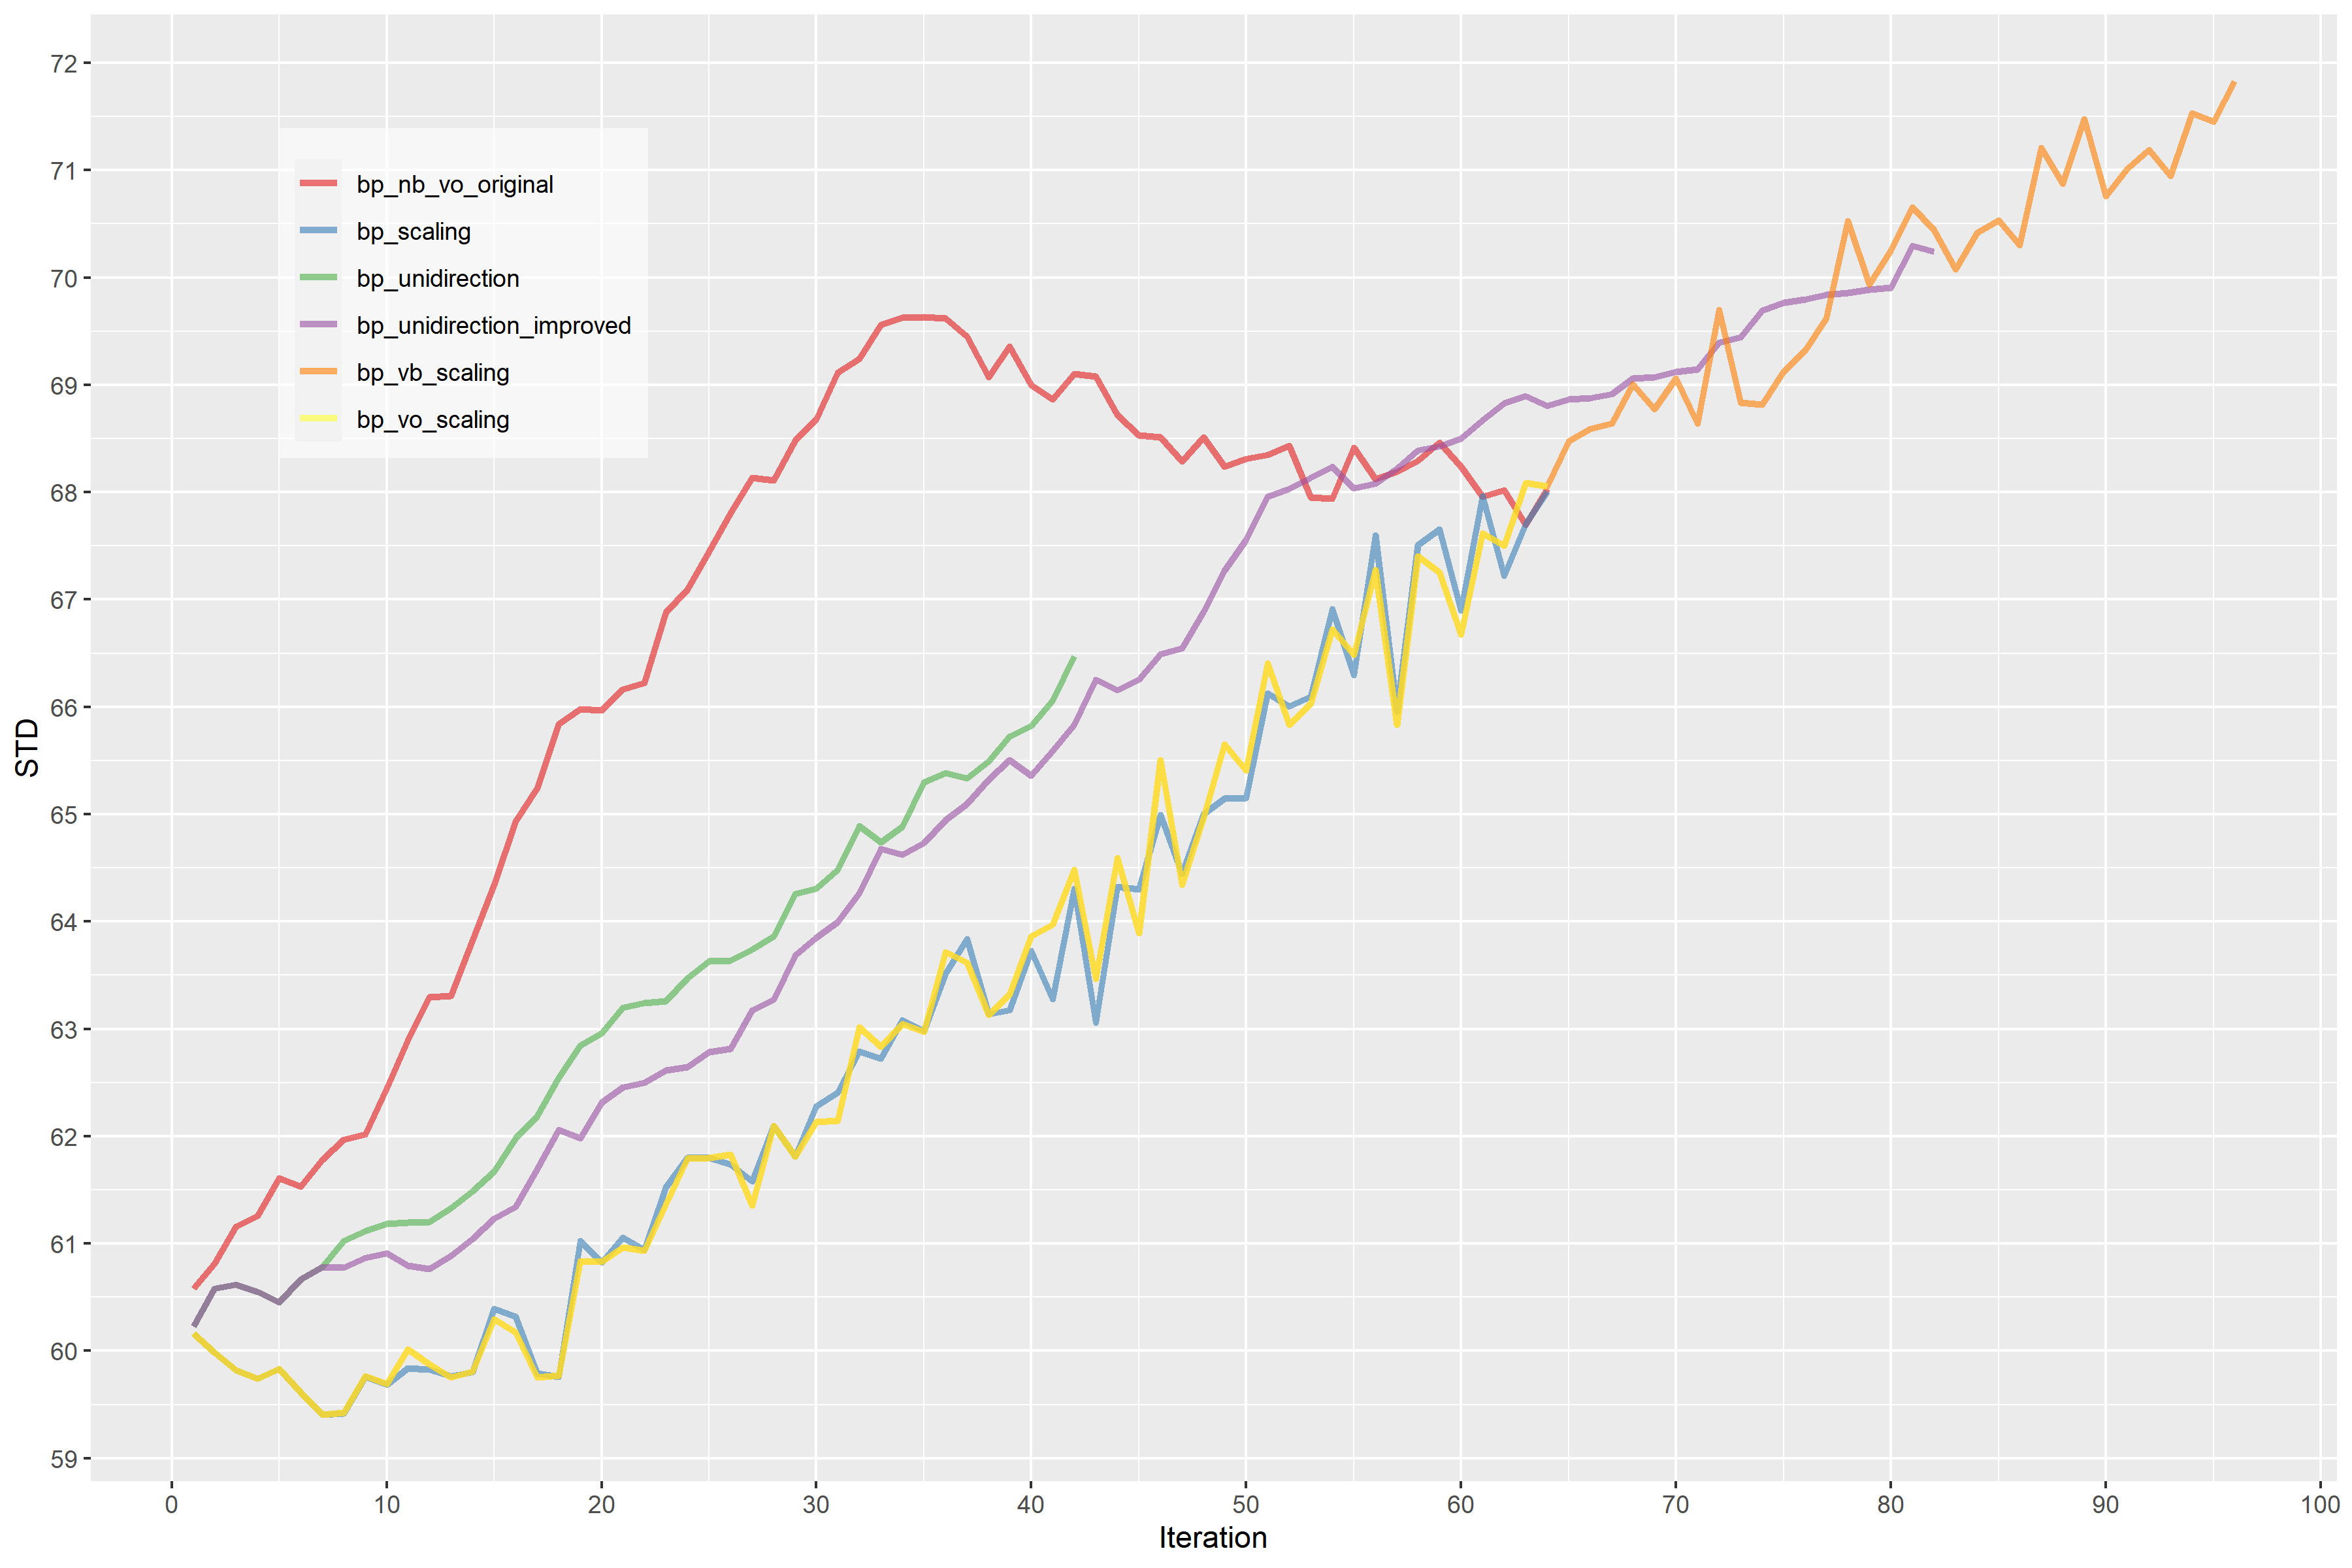 72
71
70
69
68
67
66
65
64
63
62
61
60
59
STD
bp_nb_vo_original
bp_scaling
bp_unidirection
bp_unidirection_improved
bp_vb_scaling
bp_vo_scaling
0 10 20 30 40 50 60 70 80 90 100
Iteration